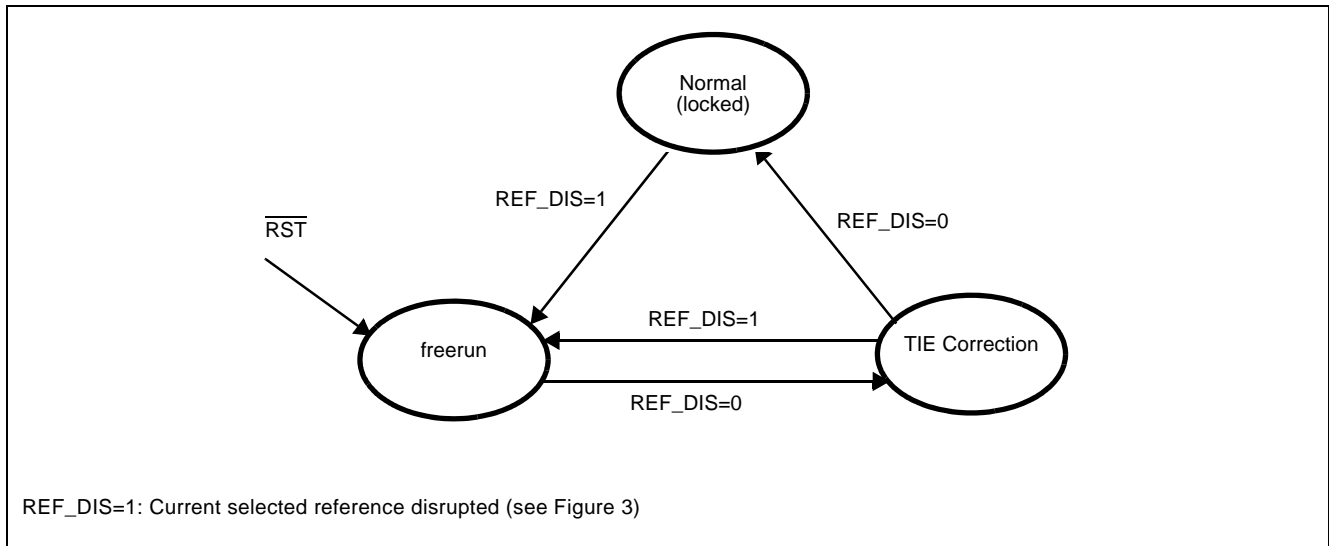 Normal
(locked)
REF_DIS=1
REF_DIS=0
RST
REF_DIS=1
freerun
TIE Correction
REF_DIS=0
REF_DIS=1: Current selected reference disrupted (see Figure 3)